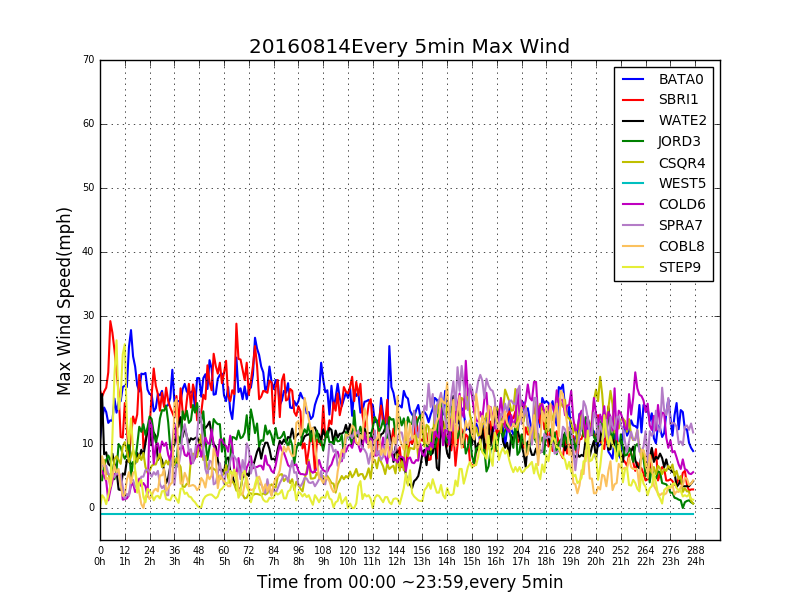 20160814Every 5min Max Wind
70
60
50
40
30
20
10
0
Max Wind Speed(mph)
BATA0
SBRI1
WATE2
JORD3
CSQR4
WEST5
COLD6
SPRA7
COBL8
STEP9
0 12 24 36 48 60 72 84 96 108 120 132 144 156 168 180 192 204 216 228 240 252 264 276 288
0h 1h 2h 3h 4h 5h 6h 7h 8h 9h 10h 11h 12h 13h 14h 15h 16h 17h 18h 19h 20h 21h 22h 23h 24h
Time from 00:00 ~23:59,every 5min